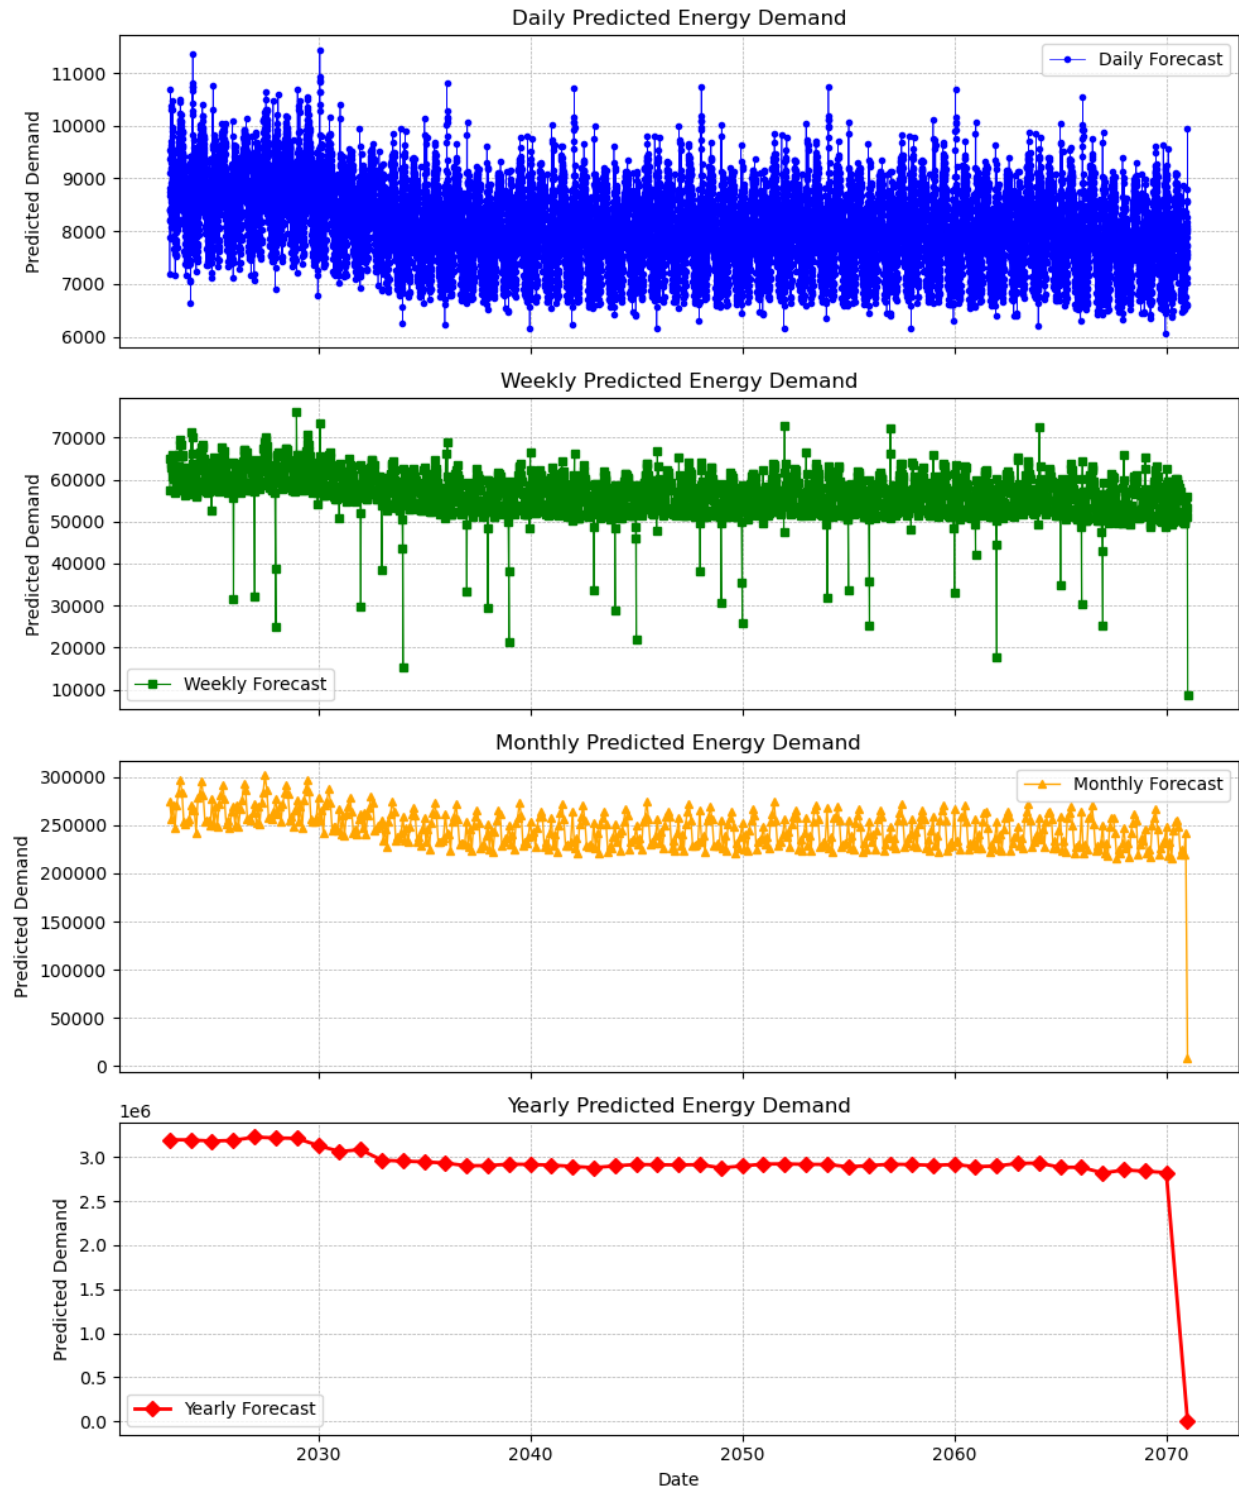 Daily Predicted Energy Demand
Daily Forecast
Predicted Demand
11000
10000
9000
8000
7000
6000
Weekly Predicted Energy Demand
Predicted Demand
70000
60000
50000
40000
30000
20000
10000
Weekly Forecast
Monthly Predicted Energy Demand
Monthly Forecast
Predicted Demand
300000
250000
200000
150000
100000
50000
0
Yearly Predicted Energy Demand
1e6
Predicted Demand
3.0
2.5
2.0
1.5
1.0
0.5
0.0
Yearly Forecast
2030 2040 2050 2060 2070
Date